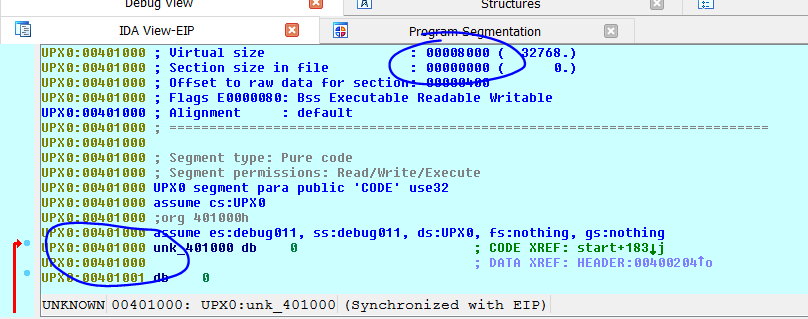 Debug View Structures
IDA View-EIP Program Segmentation
UPX0:00401000 ; Virtual size : 00008000 ( 32768.)
UPX0:00401000 ; Section size in file : 00000000 ( 0.)
UPX0:00401000 ; Offset to raw data for section: 00000400
UPX0:00401000 ; Flags E0000080: Bss Executable Readable Writable
UPX0:00401000 ; Alignment : default
UPX0:00401000 ; ===========================================================================
UPX0:00401000
UPX0:00401000 ; Segment type: Pure code
UPX0:00401000 ; Segment permissions: Read/Write/Execute
UPX0:00401000 UPX0 segment para public 'CODE' use32
UPX0:00401000 assume cs:UPX0
UPX0:00401000 ;org 401000h
UPX0:00401000 assume es:debug011, ss:debug011, ds:UPX0, fs:nothing, gs:nothing
UPX0:00401000 unk_401000 db 0 ; CODE XREF: start+183↓j
UPX0:00401000 ; DATA XREF: HEADER:00400204↑o
UPX0:00401001 db 0
UNKNOWN 00401000: UPX0:unk_401000 (Synchronized with EIP)